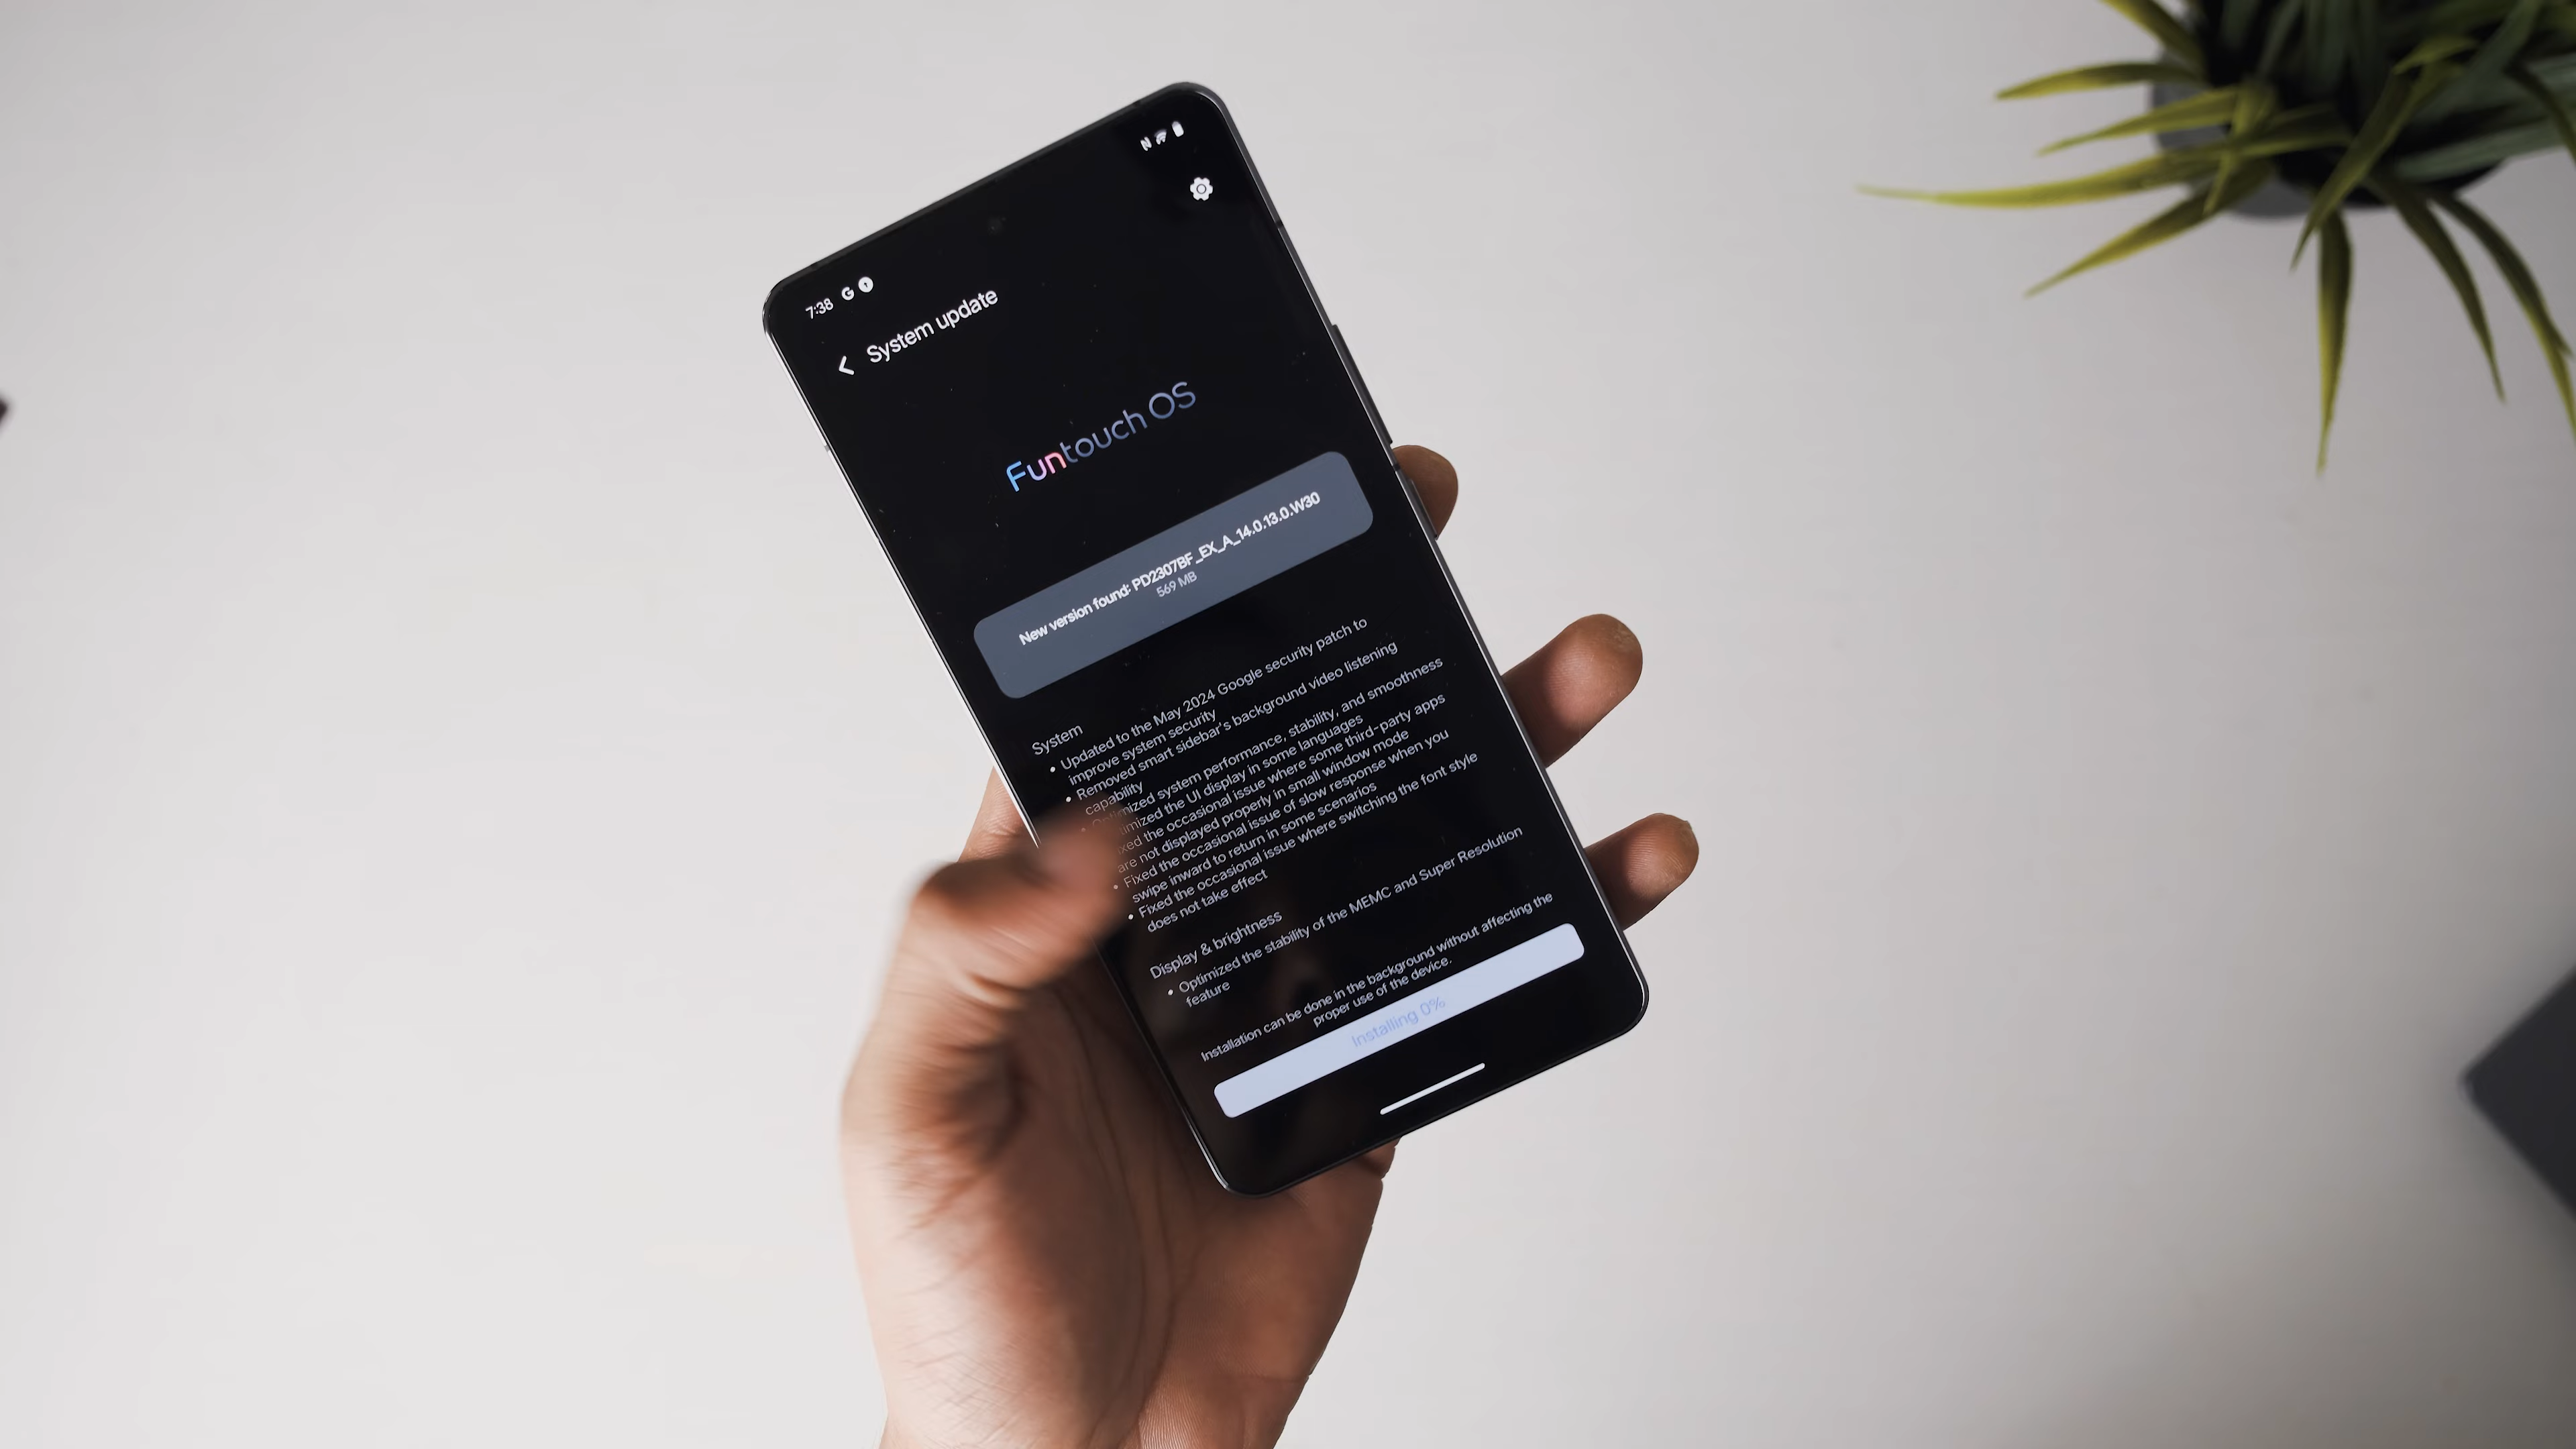 7:38
System update
Funtouch OS
New version found: PD2307BF_EX_A_14.0.13.0.W30
569 MB
System
• Updated to the May 2024 Google security patch to
improve system security
• Removed smart sidebar's background video listening
capability
• Optimized system performance, stability, and smoothness
Optimized the UI display in some languages
Fixed the occasional issue where some third-party apps
are not displayed properly in small window mode
• Fixed the occasional issue of slow response when you
swipe inward to return in some scenarios
• Fixed the occasional issue where switching the font style
does not take effect
Display & brightness
• Optimized the stability of the MEMC and Super Resolution
feature
Installation can be done in the background without affecting the
proper use of the device.
Installing 0%